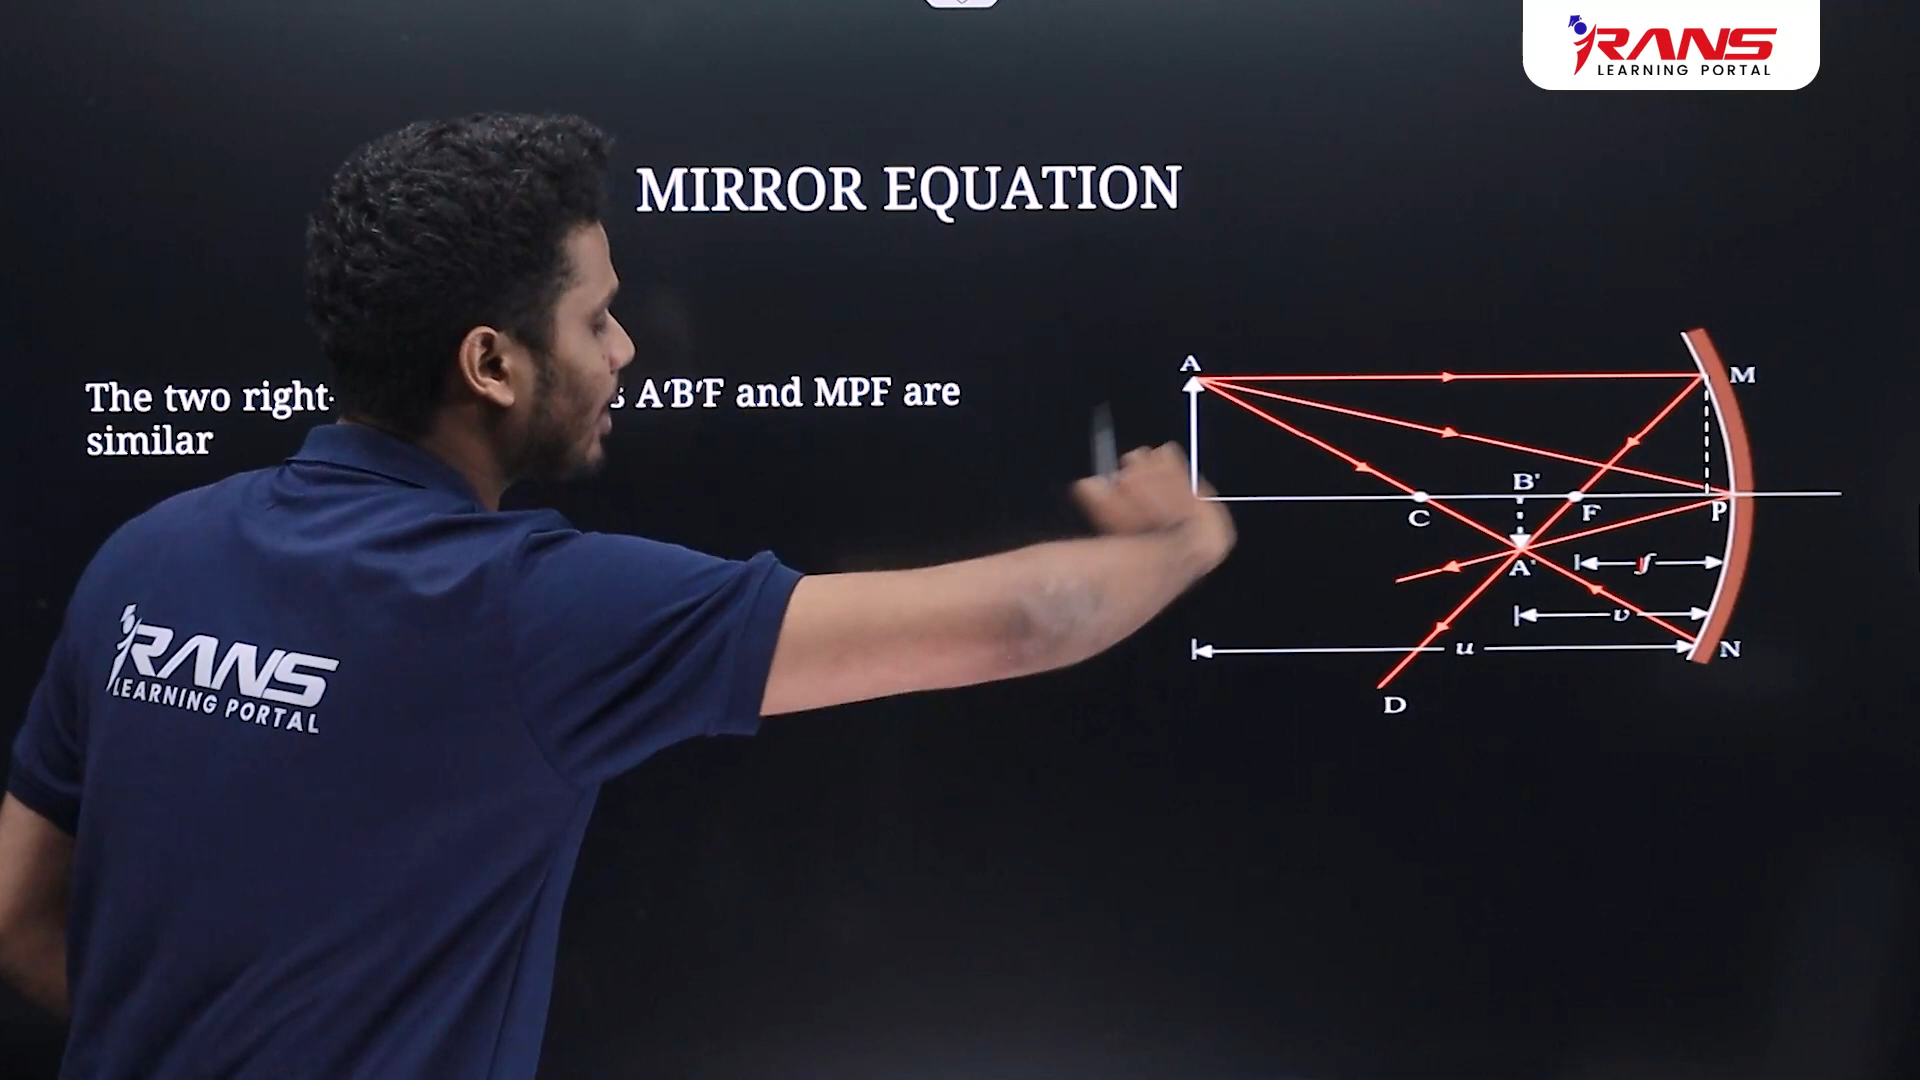 RANS
LEARNING PORTAL
MIRROR EQUATION
The two right- A′B′F and MPF are
similar
A
M
B'
C
F
P
A'
f
v
u
N
D
RANS
LEARNING PORTAL